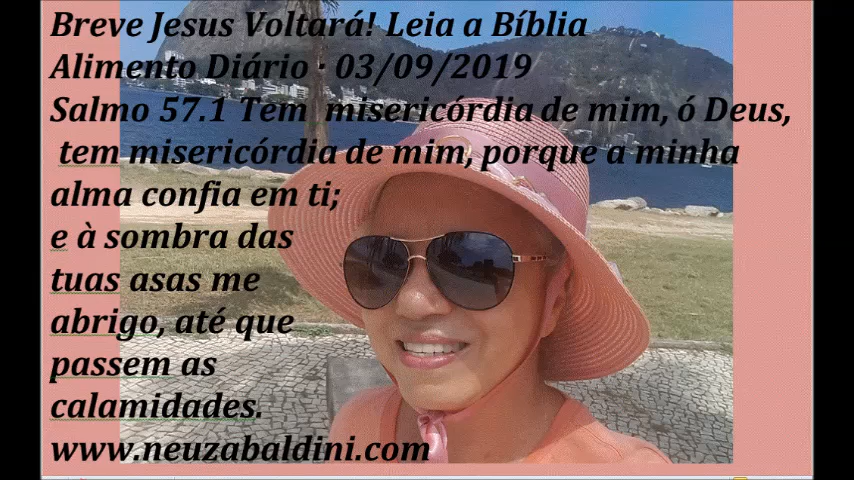 Breve Jesus Voltará! Leia a Bíblia
Alimento Diário · 03/09/2019
Salmo 57.1 Tem misericórdia de mim, ó Deus,
tem misericórdia de mim, porque a minha
alma confia em ti;
e à sombra das
tuas asas me
abrigo, até que
passem as
calamidades.
www.neuzabaldini.com